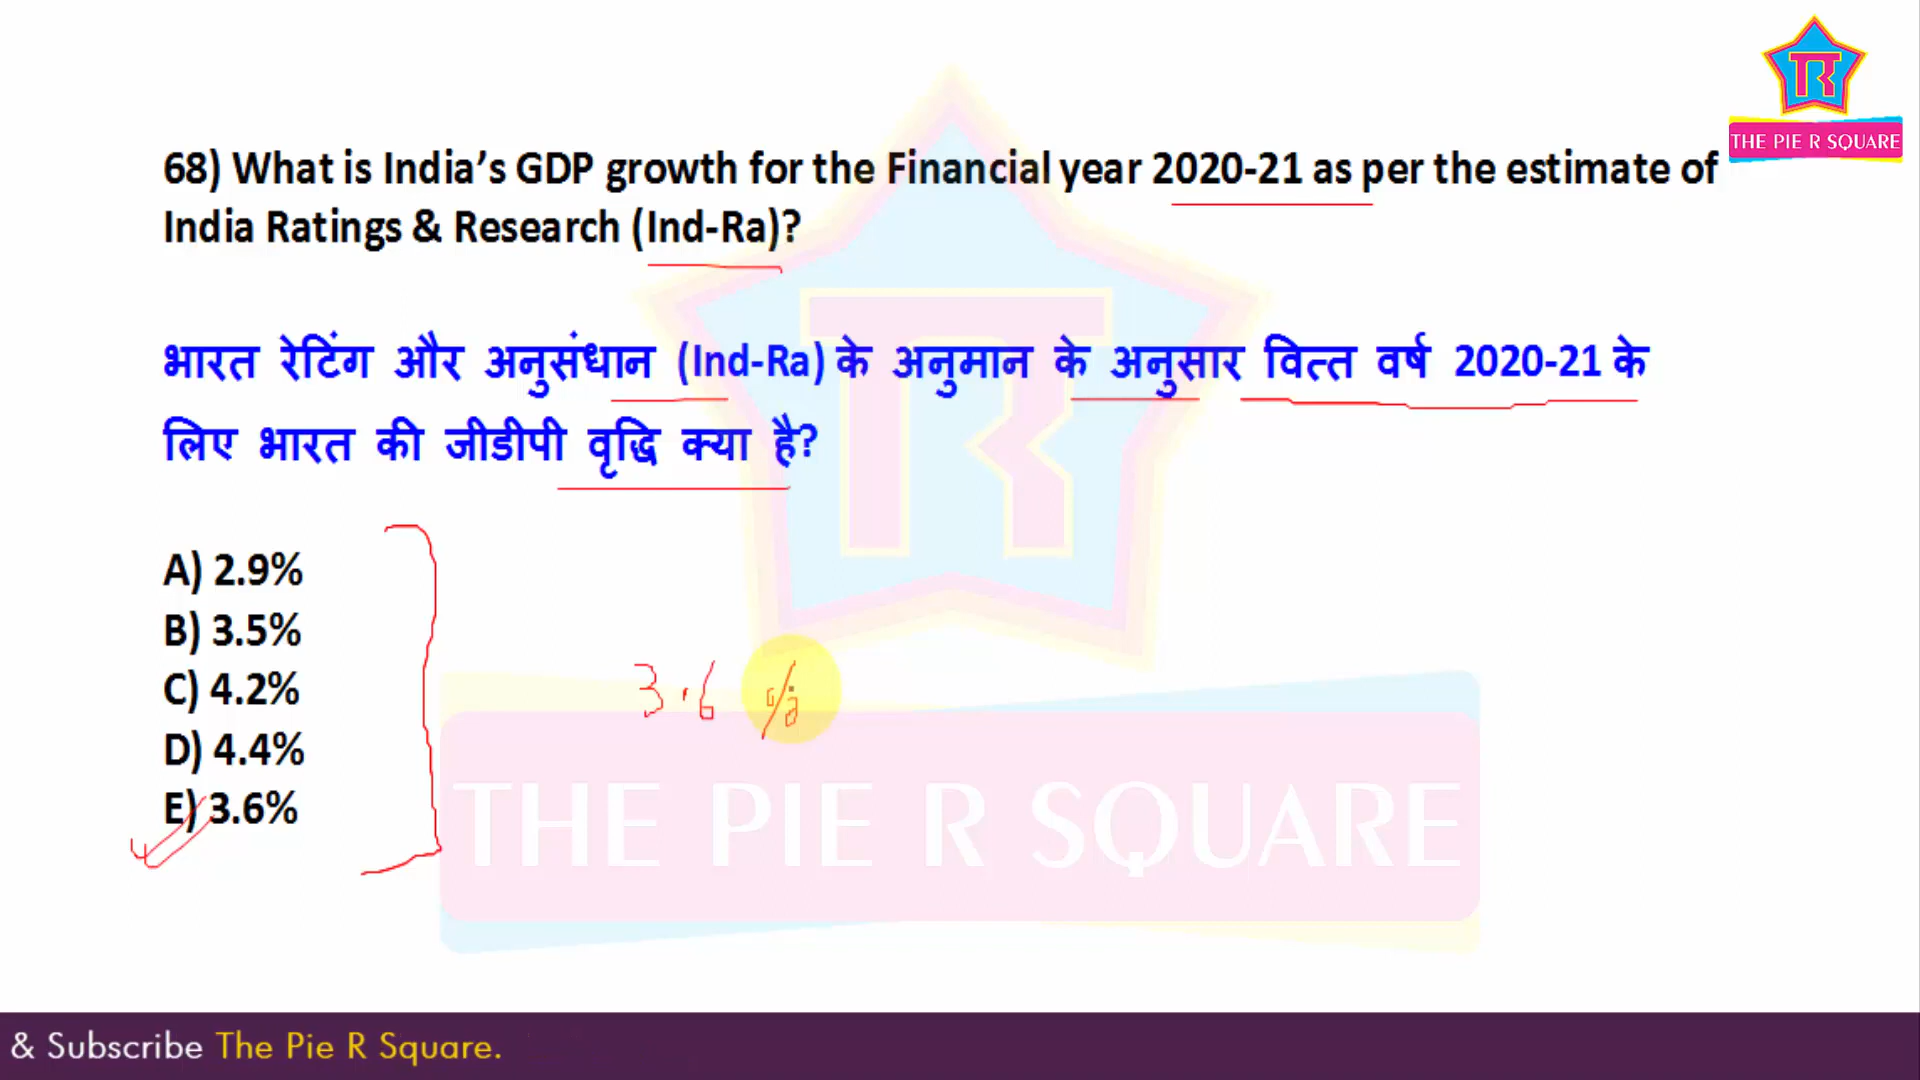 THE PIE R SQUARE
68) What is India’s GDP growth for the Financial year 2020-21 as per the estimate of
India Ratings & Research (Ind-Ra)?
भारत रेटिंग और अनुसंधान (Ind-Ra) के अनुमान के अनुसार वित्त वर्ष 2020-21 के
लिए भारत की जीडीपी वृद्धि क्या है?
A) 2.9%
B) 3.5%
C) 4.2%
D) 4.4%
E) 3.6%
3.6 %
THE PIE R SQUARE
& Subscribe The Pie R Square.